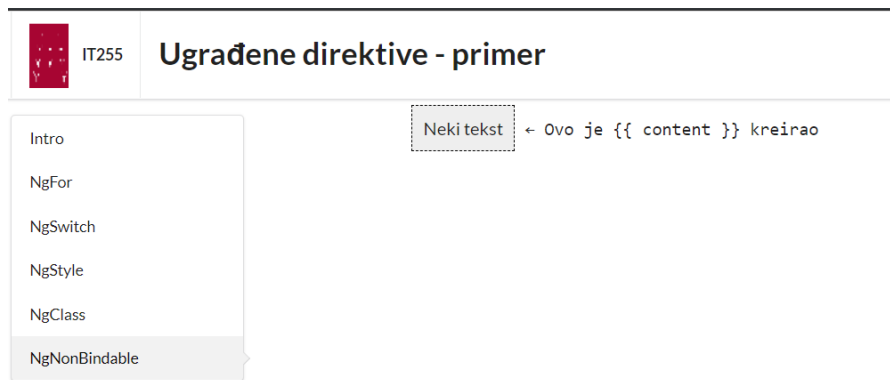 IT255
Ugrađene direktive - primer
Neki tekst ← Ovo je {{ content }} kreirao
Intro
NgFor
NgSwitch
NgStyle
NgClass
NgNonBindable